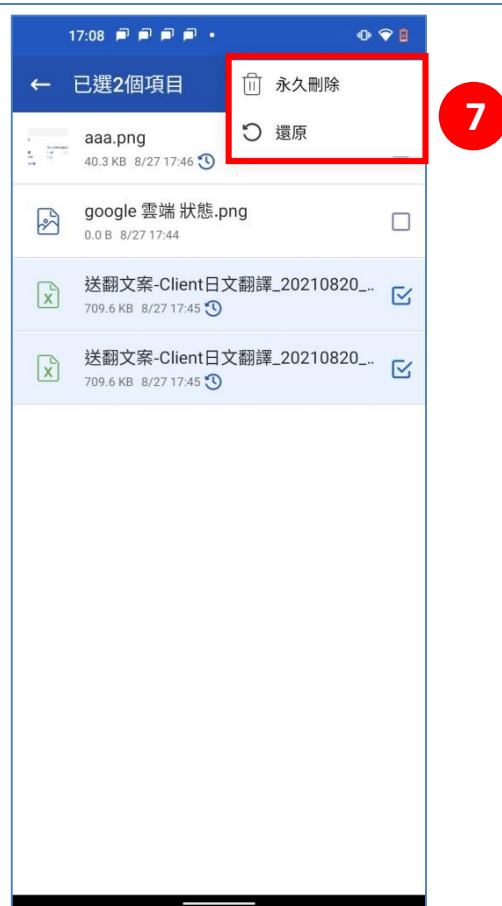 17:08
已選2個項目
永久刪除
還原
7
aaa.png
40.3 KB 8/27 17:46
google 雲端 狀態.png
0.0 B 8/27 17:44
送翻文案-Client日文翻譯_20210820_..
709.6 KB 8/27 17:45
送翻文案-Client日文翻譯_20210820_..
709.6 KB 8/27 17:45